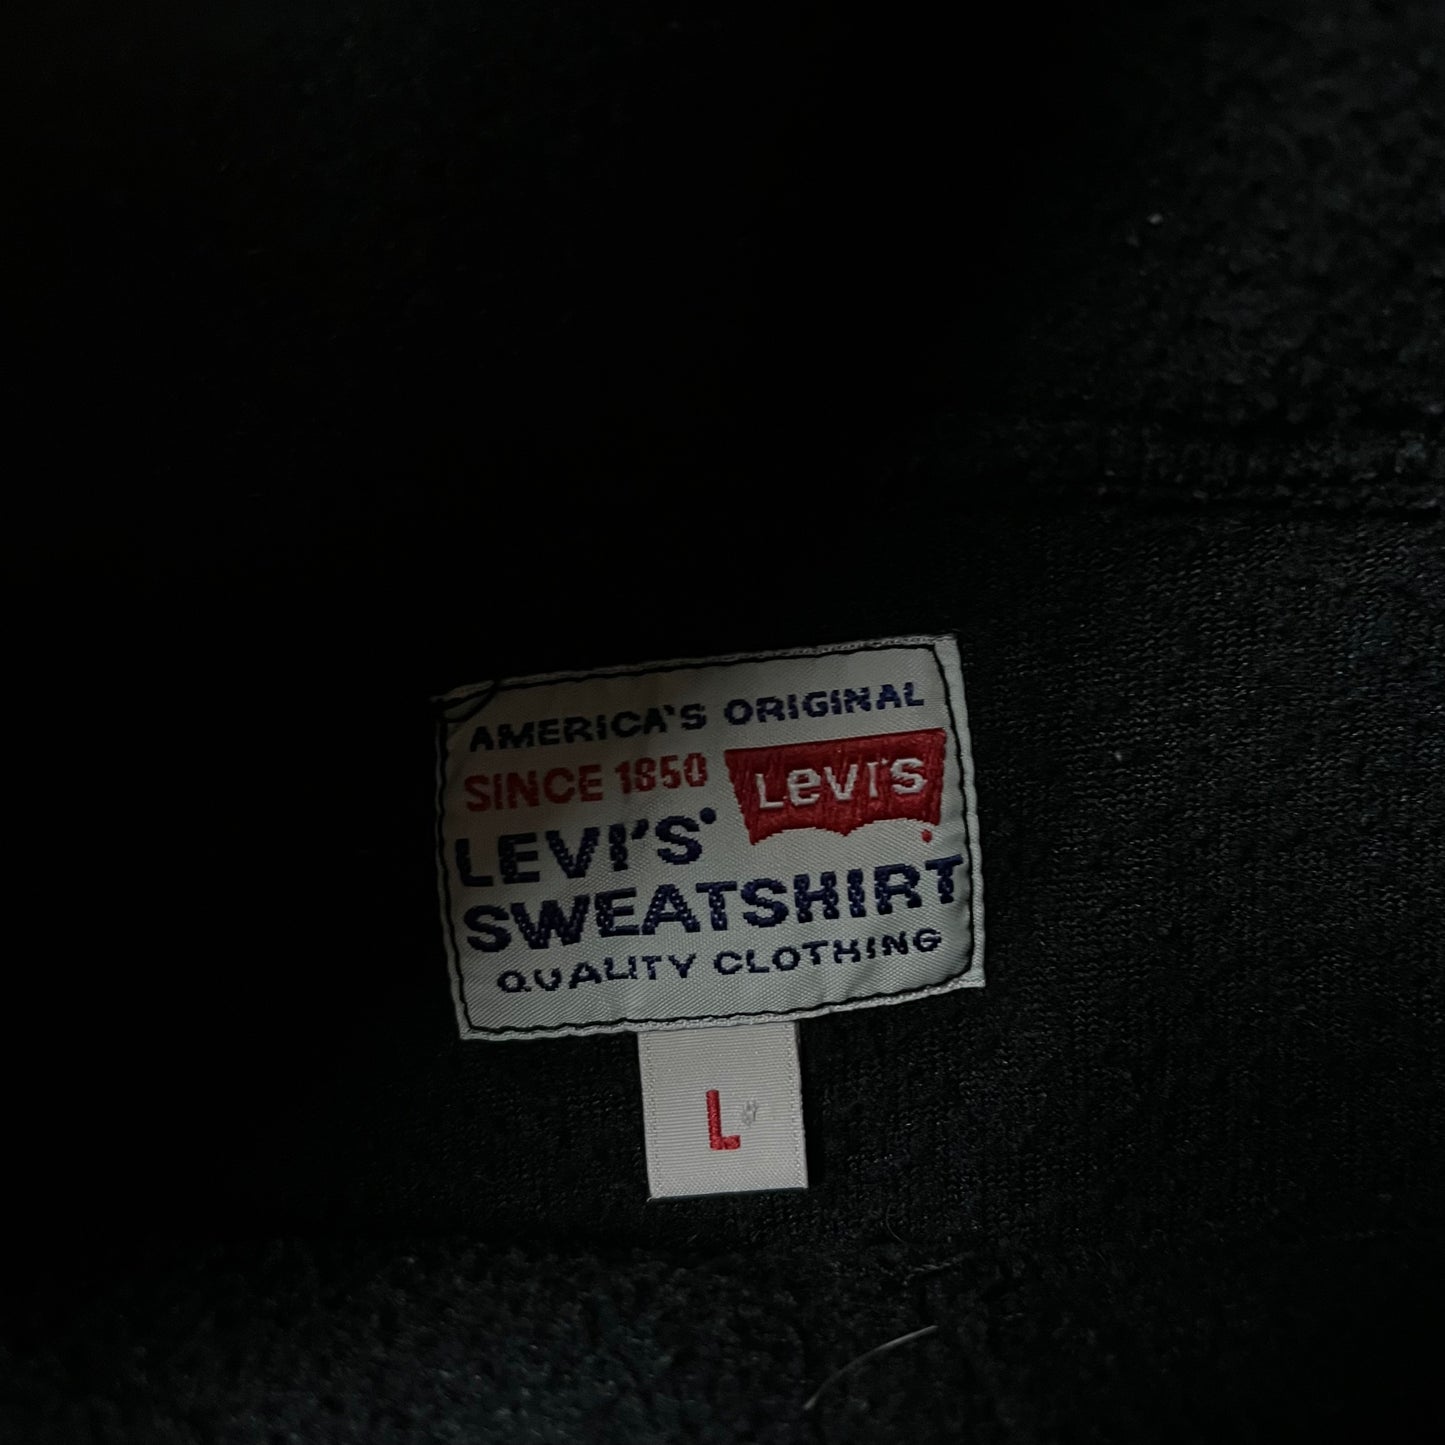 AMERICA'S ORIGINAL
SINCE 1850
LEVI'S
LEVI'S
SWEATSHIRT
QUALITY CLOTHING
L